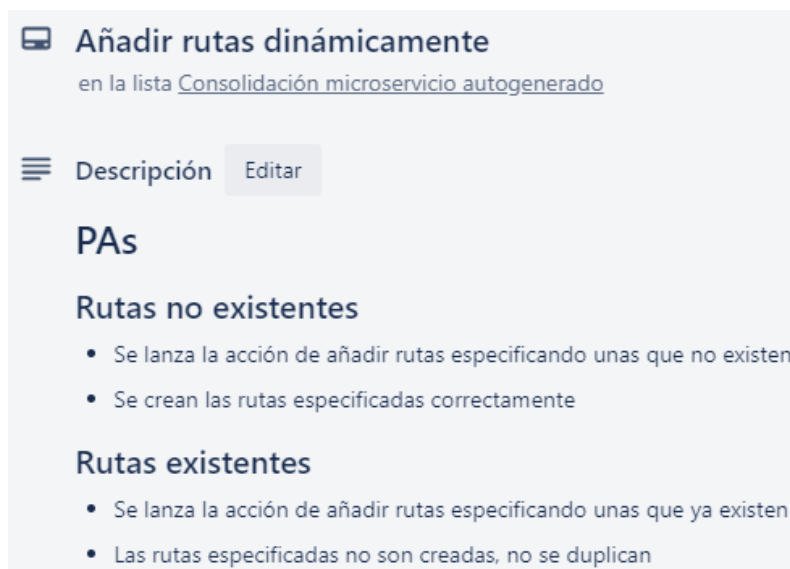 Añadir rutas dinámicamente
en la lista Consolidación microservicio autogenerado
Descripción Editar
PAs
Rutas no existentes
Se lanza la acción de añadir rutas especificando unas que no existen
Se crean las rutas especificadas correctamente
Rutas existentes
Se lanza la acción de añadir rutas especificando unas que ya existen
Las rutas especificadas no son creadas, no se duplican